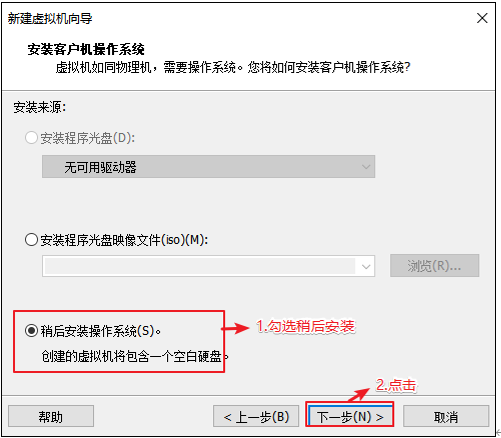 新建虚拟机向导
安装客户机操作系统
虚拟机如同物理机，需要操作系统。您将如何安装客户机操作系统?
安装来源:
安装程序光盘(D):
无可用驱动器
安装程序光盘映像文件(iso)(M):
浏览(R)...
稍后安装操作系统(S)。
1.勾选稍后安装
创建的虚拟机将包含一个空白硬盘。
2.点击
帮助
< 上一步(B)
下一步(N) >
取消